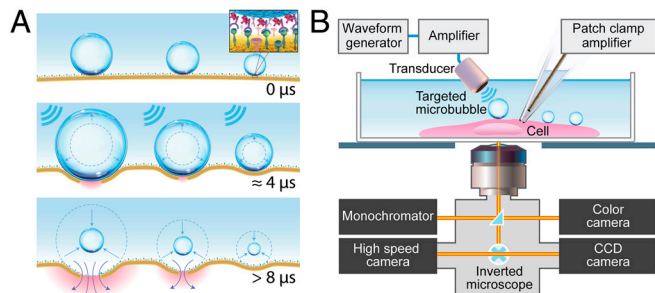 A
0 µs
≈ 4 µs
> 8 µs
B
Waveform
generator
Amplifier
Patch clamp
amplifier
Transducer
Targeted
microbubble
Cell
Monochromator
Color
camera
High speed
camera
CCD
camera
Inverted
microscope